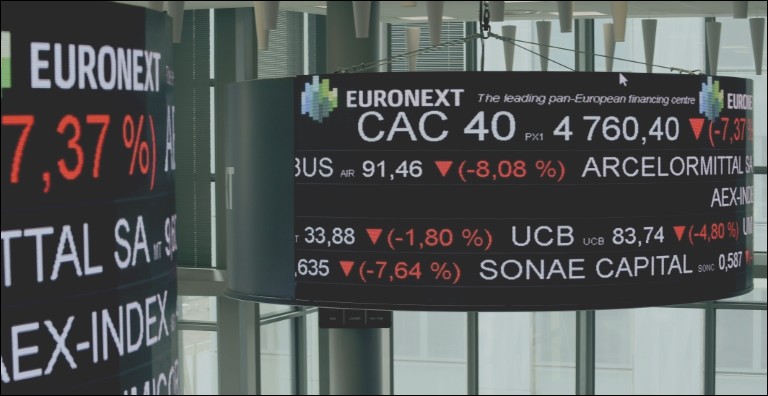 EURONEXT
7,37 %)
TTAL SA MT
AEX-INDEX
EURONEXT The leading pan-European financing centre
CAC 40 PX1 4 760,40 ▼(-7,37
BUS AIR 91,46 ▼(-8,08 %) ARCELORMITTAL SA
AEX-IND
33,88 ▼(-1,80 %) UCB UCB 83,74 ▼(-4,80 %)
,635 ▼(-7,64 %) SONAE CAPITAL SONC 0,587